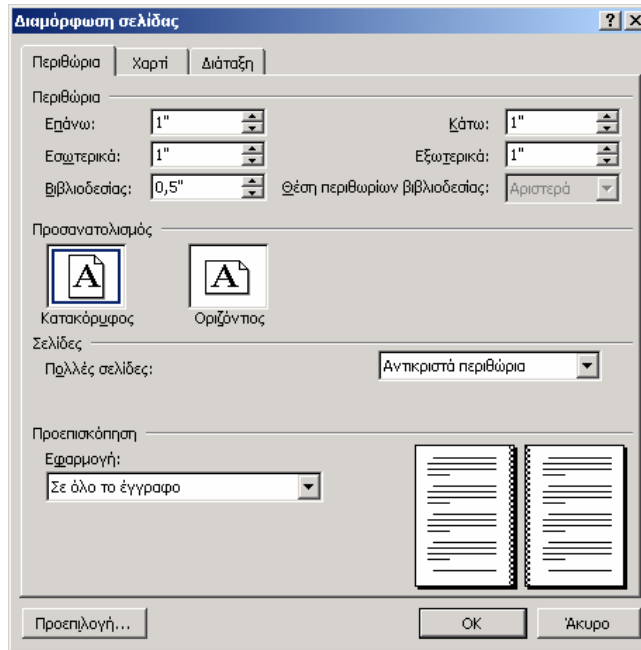 Διαμόρφωση σελίδας
Περιθώρια Χαρτί Διάταξη
Περιθώρια
Επάνω: 1" Κάτω: 1"
Εσωτερικά: 1" Εξωτερικά: 1"
Βιβλιοδεσίας: 0,5" Θέση περιθωρίων βιβλιοδεσίας: Αριστερά
Προσανατολισμός
A A
Κατακόρυφος Οριζόντιος
Σελίδες
Πολλές σελίδες: Αντικριστά περιθώρια
Προεπισκόπηση
Εφαρμογή:
Σε όλο το έγγραφο
Προεπιλογή... OK Άκυρο